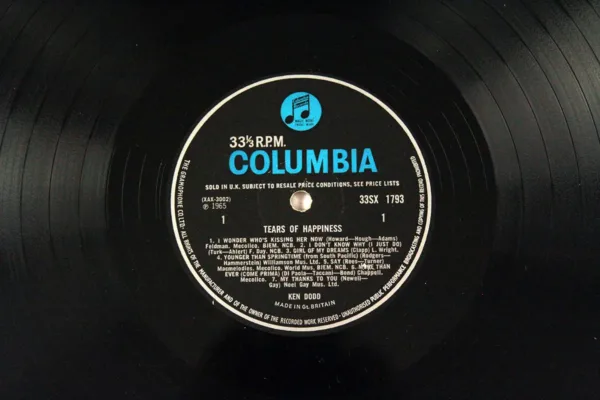 33⅓ R.P.M.
COLUMBIA
SOLD IN U.K. SUBJECT TO RESALE PRICE CONDITIONS, SEE PRICE LISTS
(XAX-3003)
℗ 1965
33SX 1793
1 1
TEARS OF HAPPINESS
1. I WONDER WHO'S KISSING HER NOW (Howard—Hough—Adams)
Feldman, Mecolico, BIEM, NCB. 2. I DON'T KNOW WHY (I JUST DO)
(Turk—Ahlert) F. Day, NCB. 3. GIRL OF MY DREAMS (Clapp) L. Wright.
4. YOUNGER THAN SPRINGTIME (from South Pacific) (Rodgers—
Hammerstein) Williamson Mus. Ltd. 5. SAY (Ross—Turner)
Macmelodies, Mecolico, World Mus, BIEM, NCB. 6. MORE THAN
EVER (COME PRIMA) (Di Paola—Taccani—Bond) Chappell,
Mecolico. 7. MY THANKS TO YOU (Newell—
Gay) Noel Gay Mus. Ltd.
KEN DODD
MADE IN GT. BRITAIN
THE GRAMOPHONE CO. LTD. ALL RIGHTS OF THE MANUFACTURER AND OF THE OWNER OF THE RECORDED WORK RESERVED · UNAUTHORISED PUBLIC PERFORMANCE BROADCASTING AND COPYING OF THIS RECORD PROHIBITED